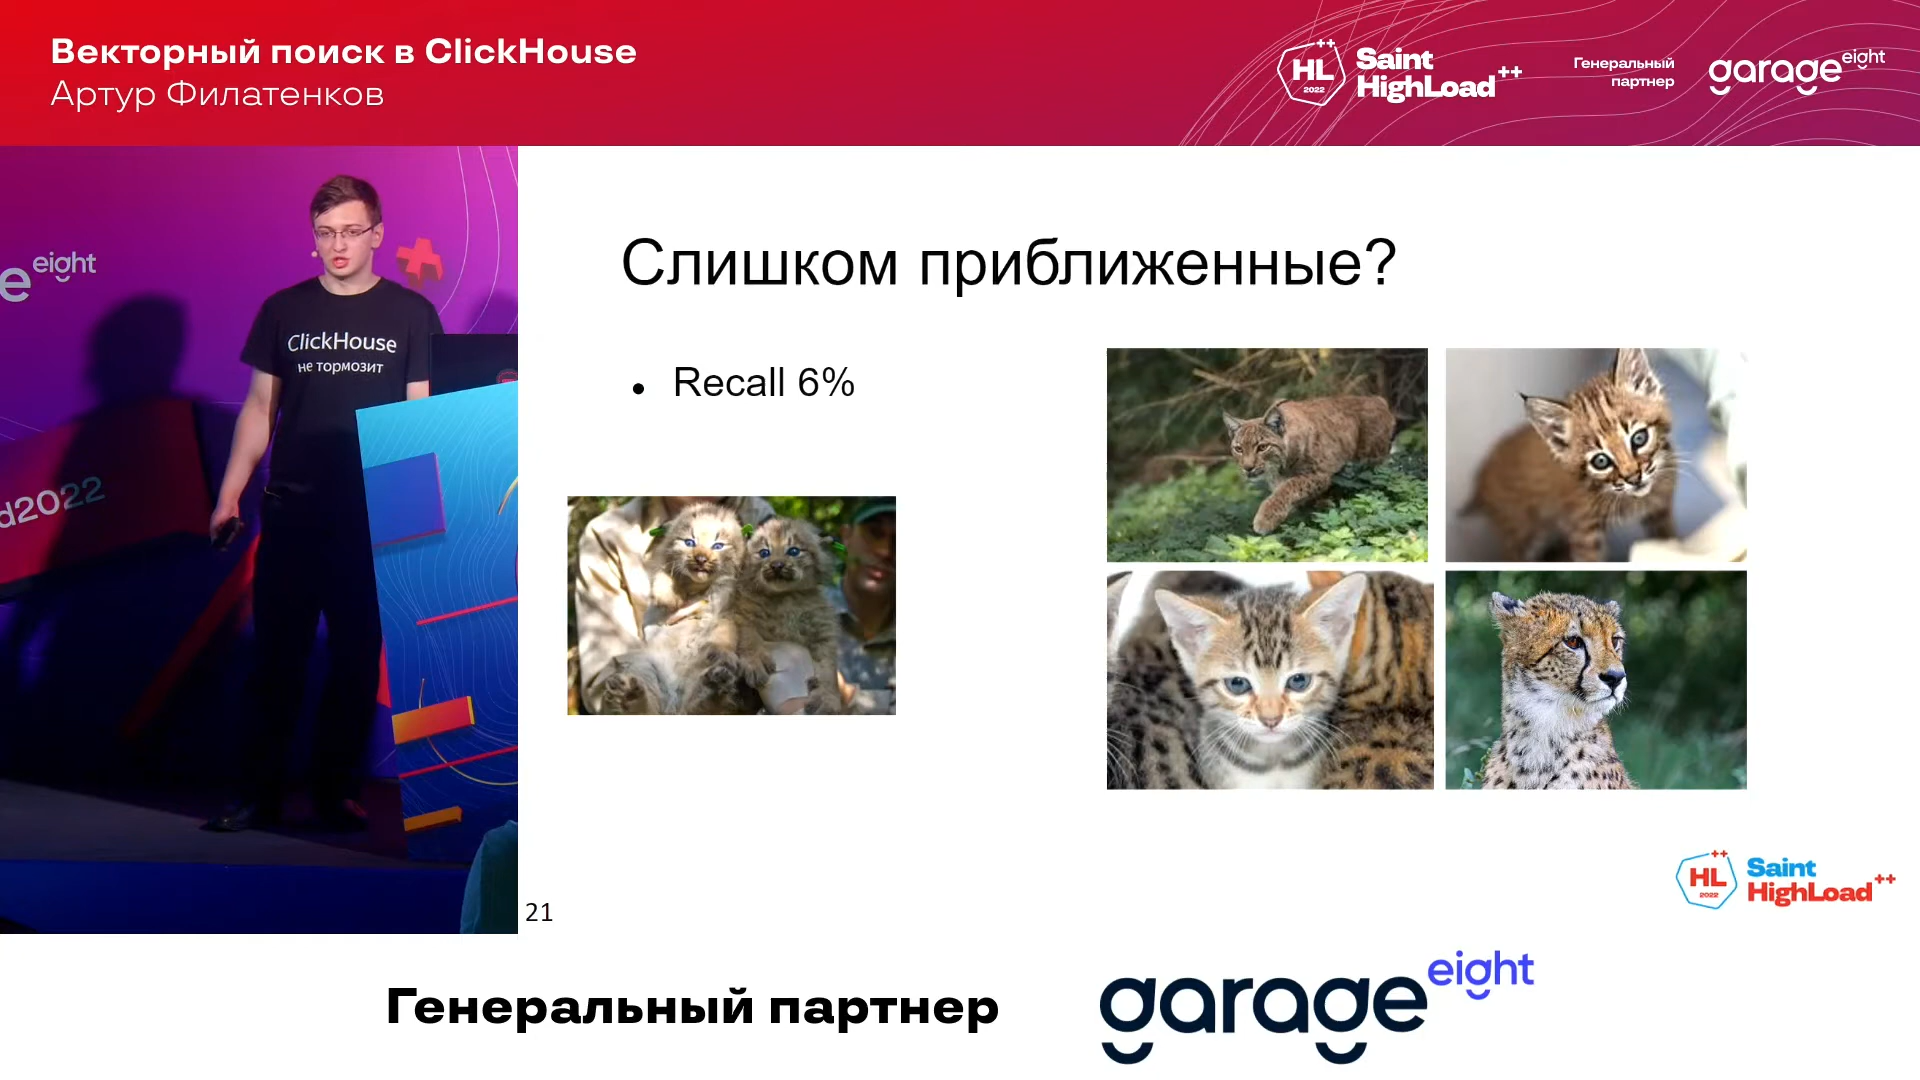 Векторный поиск в ClickHouse
Артур Филатенков
HL
2022
Saint
HighLoad++
Генеральный
партнер
garage eight
e eight
ClickHouse
не тормозит
d2022
Слишком приближенные?
• Recall 6%
HL
2022
Saint
HighLoad++
21
Генеральный партнер
garage eight